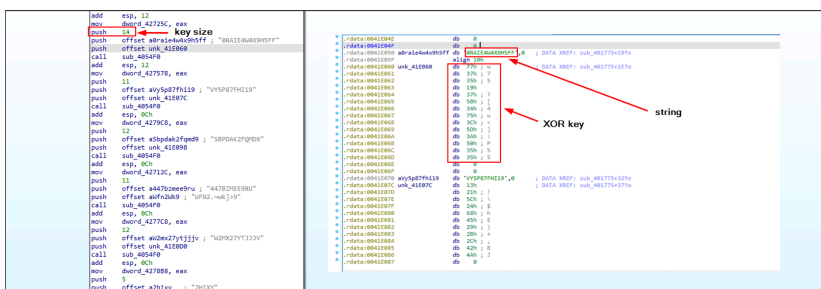 add esp, 12
mov dword_42725C, eax
push 14
key size
push offset a0raie4w4x9h5ff ; "0RAIE4W4X9H5FF"
push offset unk_41E060
call sub_4054F0
add esp, 12
mov dword_427578, eax
push 11
push offset aVy5p87fhi19 ; "VY5P87FHI19"
push offset unk_41E07C
call sub_4054F0
add esp, 0Ch
mov dword_4279C8, eax
push 12
push offset aSbpdak2fqmd9 ; "SBPDAK2FQMD9"
push offset unk_41E098
call sub_4054F0
add esp, 0Ch
mov dword_42712C, eax
push 11
push offset a447bzmee9ru ; "447BZMEE9RU"
push offset aWfn2Wk9 ; "WFN2.~wk]>9"
call sub_4054F0
add esp, 0Ch
mov dword_4277C8, eax
push 12
push offset aW2mx27ytjjjv ; "W2MX27YTJJJV"
push offset unk_41E0D0
call sub_4054F0
add esp, 0Ch
mov dword_4278B8, eax
push 5
push offset a2h1xy ; "2H1XY"
.rdata:0041E04E db 0
.rdata:0041E04F db 0
.rdata:0041E050 a0raie4w4x9h5ff db '0RAIE4W4X9H5FF',0 ; DATA XREF: sub_401775+19↑o
.rdata:0041E05F align 10h
.rdata:0041E060 unk_41E060 db 77h ; w ; DATA XREF: sub_401775+1E↑o
.rdata:0041E061 db 37h ; 7
.rdata:0041E062 db 35h ; 5
.rdata:0041E063 db 19h
.rdata:0041E064 db 37h ; 7
.rdata:0041E065 db 5Bh ; [
.rdata:0041E066 db 34h ; 4
.rdata:0041E067 db 75h ; u
.rdata:0041E068 db 3Ch ; <
.rdata:0041E069 db 5Dh ; ]
.rdata:0041E06A db 3Ah ; :
.rdata:0041E06B db 50h ; P
.rdata:0041E06C db 35h ; 5
.rdata:0041E06D db 35h ; 5
.rdata:0041E06E db 0
.rdata:0041E06F db 0
.rdata:0041E070 aVy5p87fhi19 db 'VY5P87FHI19',0 ; DATA XREF: sub_401775+32↑o
.rdata:0041E07C unk_41E07C db 13h ; DATA XREF: sub_401775+37↑o
.rdata:0041E07D db 21h ; !
.rdata:0041E07E db 5Ch ; \
.rdata:0041E07F db 24h ; $
.rdata:0041E080 db 68h ; h
.rdata:0041E081 db 45h ; E
.rdata:0041E082 db 29h ; )
.rdata:0041E083 db 2Bh ; +
.rdata:0041E084 db 2Ch ; ,
.rdata:0041E085 db 42h ; B
.rdata:0041E086 db 4Ah ; J
.rdata:0041E087 db 0
string
XOR key